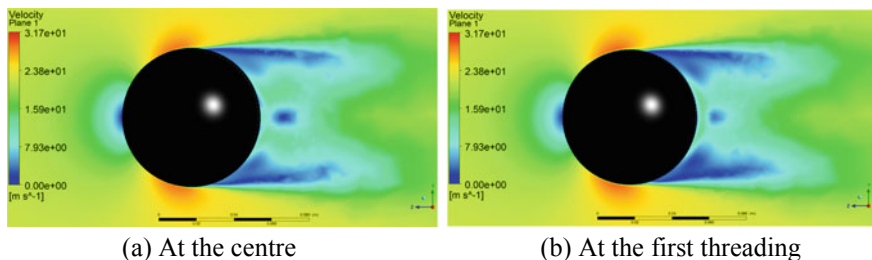 Velocity
Plane 1
3.17e+01
2.38e+01
1.59e+01
7.93e+00
0.00e+00
[m s^-1]
(a) At the centre
Velocity
Plane 1
3.17e+01
2.38e+01
1.59e+01
7.93e+00
0.00e+00
[m s^-1]
(b) At the first threading